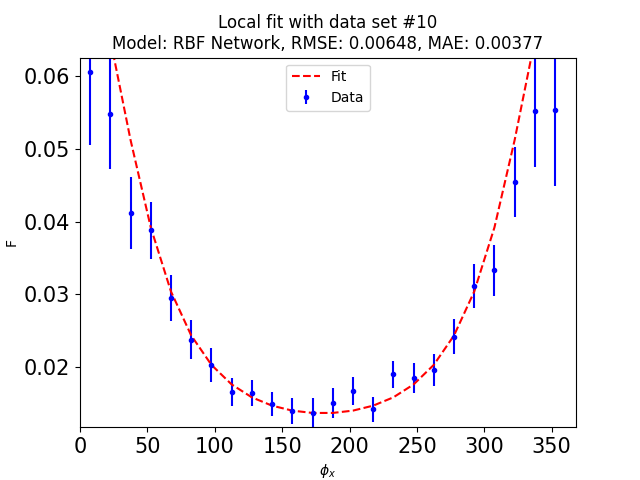 Local fit with data set #10
Model: RBF Network, RMSE: 0.00648, MAE: 0.00377
Fit
Data
0.06
0.05
0.04
0.03
0.02
F
0 50 100 150 200 250 300 350
ϕₓ